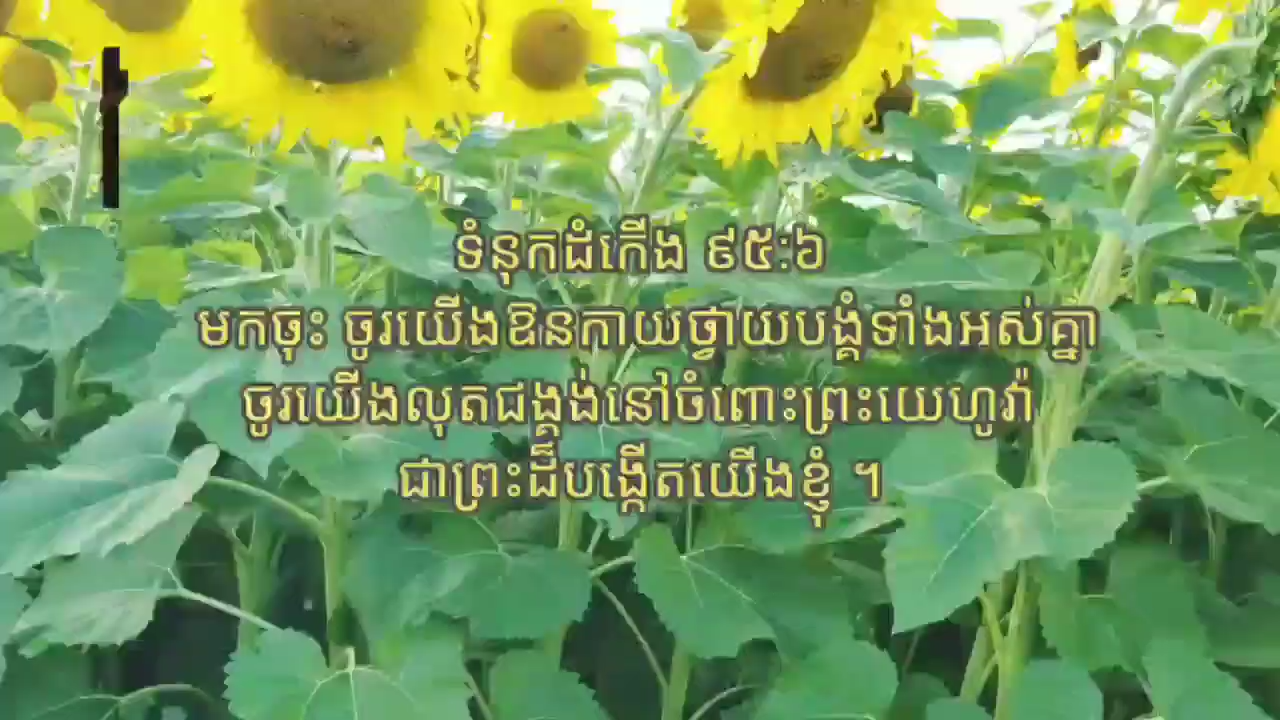 ទំនុកដំកើង ៩៥:៦
មកចុះ ចូរយើងឱនកាយថ្វាយបង្គំទាំងអស់គ្នា
ចូរយើងលុតជង្គង់នៅចំពោះព្រះយេហូវ៉ា
ជាព្រះដ៏បង្កើតយើងខ្ញុំ ។